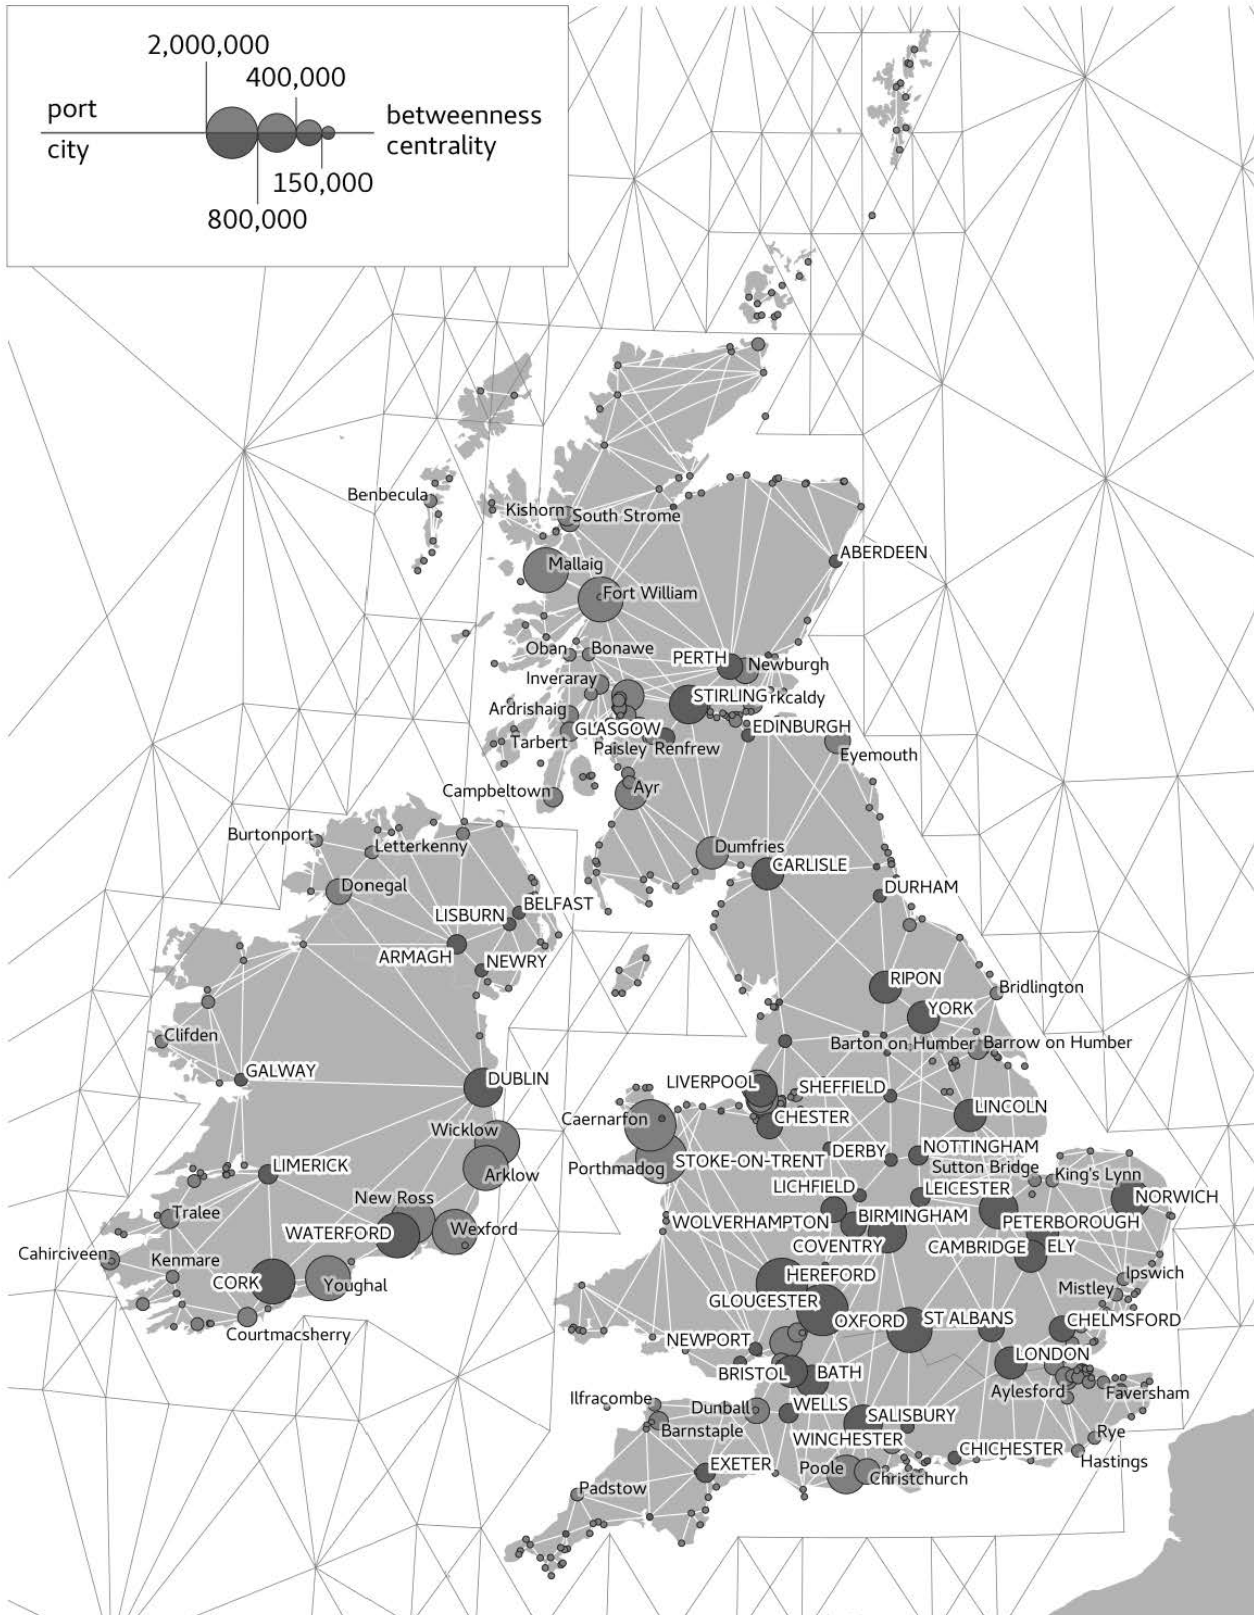 2,000,000
400,000
port
betweenness
city
centrality
150,000
800,000
Benbecula
Kishorn
South Strome
ABERDEEN
Mallaig
Fort William
Oban
Bonawe
PERTH
Newburgh
Inveraray
STIRLING
rkcaldy
Ardrishaig
GLASGOW
EDINBURGH
Tarbert
Paisley
Renfrew
Eyemouth
Campbeltown
Ayr
Burtonport
Letterkenny
Dumfries
CARLISLE
Donegal
DURHAM
LISBURN
BELFAST
ARMAGH
NEWRY
RIPON
Bridlington
YORK
Clifden
Barton on Humber
Barrow on Humber
GALWAY
DUBLIN
LIVERPOOL
SHEFFIELD
LINCOLN
Caernarfon
CHESTER
Wicklow
NOTTINGHAM
DERBY
STOKE-ON-TRENT
LIMERICK
Arklow
Porthmadog
Sutton Bridge
King's Lynn
LICHFIELD
LEICESTER
NORWICH
New Ross
Tralee
WATERFORD
Wexford
WOLVERHAMPTON
BIRMINGHAM
PETERBOROUGH
COVENTRY
CAMBRIDGE
ELY
Cahirciveen
Kenmare
CORK
Youghal
HEREFORD
Ipswich
Mistley
GLOUCESTER
OXFORD
ST ALBANS
CHELMSFORD
Courtmacsherry
NEWPORT
LONDON
BRISTOL
BATH
Aylesford
Faversham
Ilfracombe
Dunball
WELLS
SALISBURY
Barnstaple
WINCHESTER
Rye
CHICHESTER
Hastings
EXETER
Poole
Christchurch
Padstow